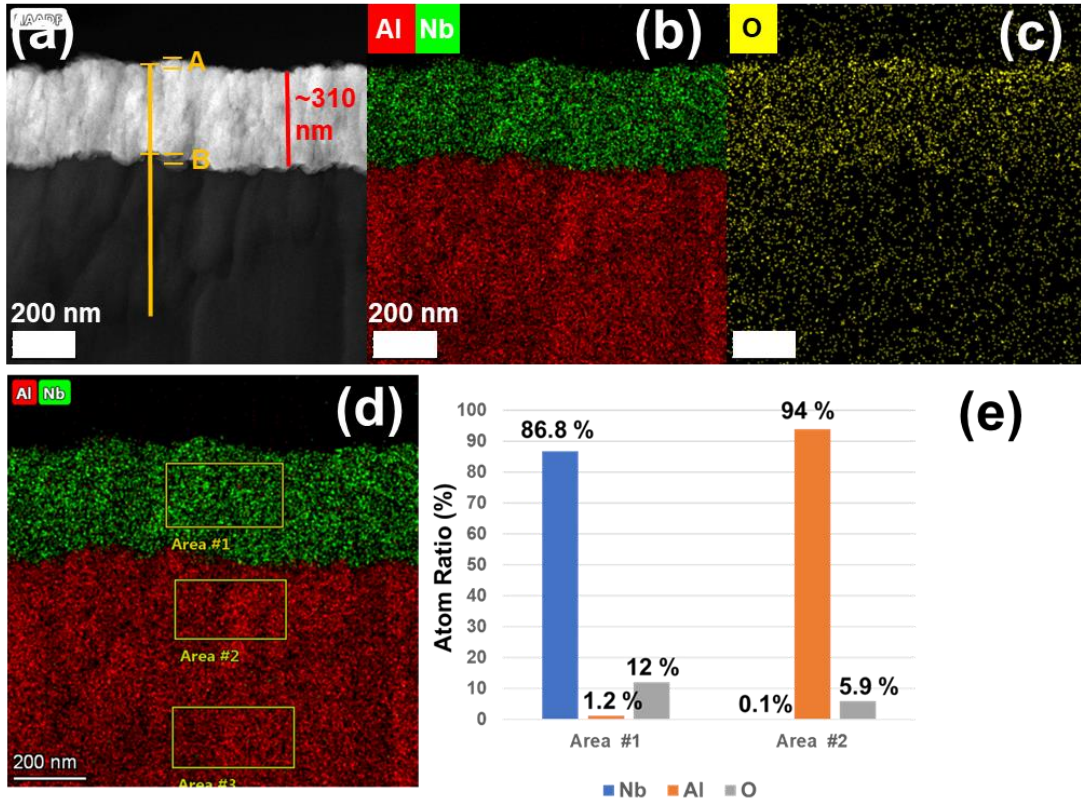 HAADF
(a)
A
~310
nm
B
200 nm
Al Nb
(b)
200 nm
O
(c)
Al Nb
(d)
Area #1
Area #2
Area #3
200 nm
(e)
100
90
80
70
60
50
40
30
20
10
0
Atom Ratio (%)
86.8 %
1.2 %
12 %
0.1%
94 %
5.9 %
Area #1
Area #2
Nb Al O